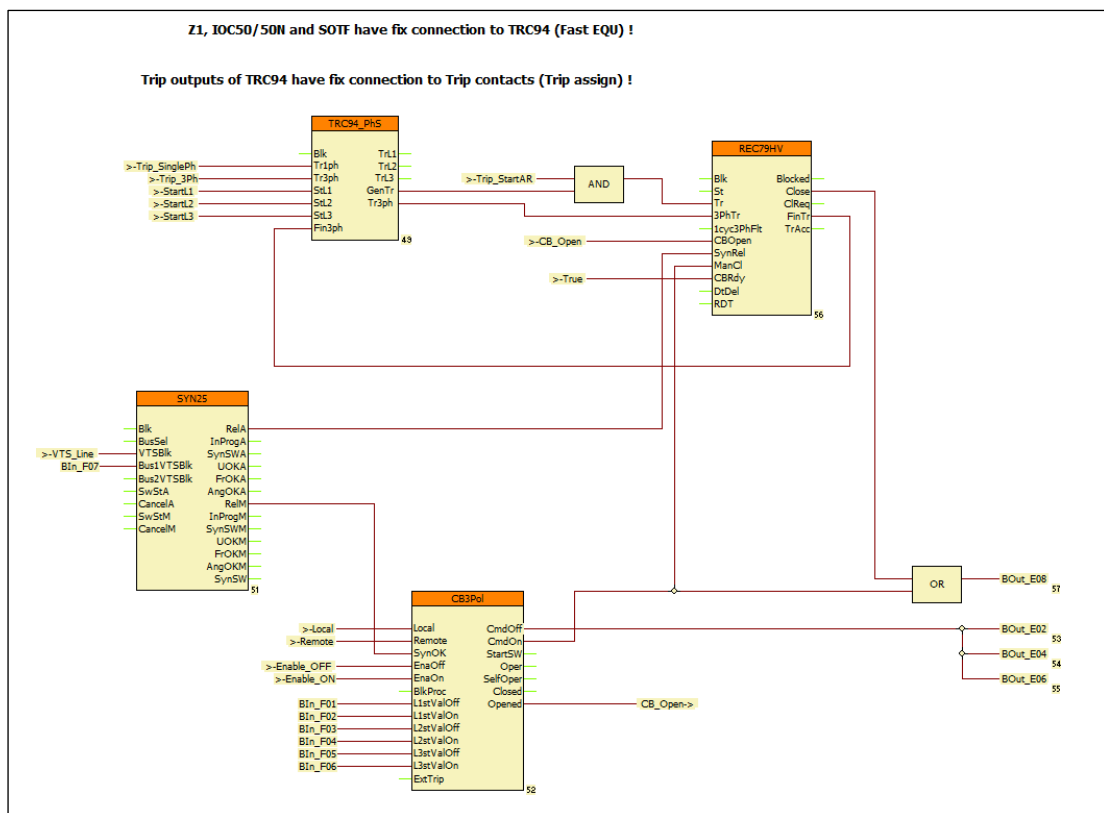 Z1, IOC50/50N and SOTF have fix connection to TRC94 (Fast EQU) !
Trip outputs of TRC94 have fix connection to Trip contacts (Trip assign) !
TRC94_PhS
Blk TrL1
>-Trip_SinglePh Tr1ph TrL2
>-Trip_3Ph Tr3ph TrL3
>-StartL1 StL1 GenTr
>-StartL2 StL2 Tr3ph
>-StartL3 StL3
Fin3ph
49
>-Trip_StartAR AND
REC79HV
Blk Blocked
St Close
Tr ClReq
3PhTr FinTr
1cyc3PhFlt TrAcc
>-CB_Open CBOpen
SynRel
ManCl
>-True CBRdy
DtDel
RDT
56
SYN25
Blk RelA
BusSel InProgA
>-VTS_Line VTSBlk SynSWA
BIn_F07 Bus1VTSBlk UOKA
Bus2VTSBlk FrOKA
SwStA AngOKA
CancelA RelM
SwStM InProgM
CancelM SynSWM
UOKM
FrOKM
AngOKM
SynSW
51
CB3Pol
>-Local Local CmdOff
>-Remote Remote CmdOn
SynOK StartSW
>-Enable_OFF EnaOff Oper
>-Enable_ON EnaOn SelfOper
BlkProc Closed
BIn_F01 L1stValOff Opened CB_Open->
BIn_F02 L1stValOn
BIn_F03 L2stValOff
BIn_F04 L2stValOn
BIn_F05 L3stValOff
BIn_F06 L3stValOn
ExtTrip
52
OR BOut_E08
57
BOut_E02
53
BOut_E04
54
BOut_E06
55